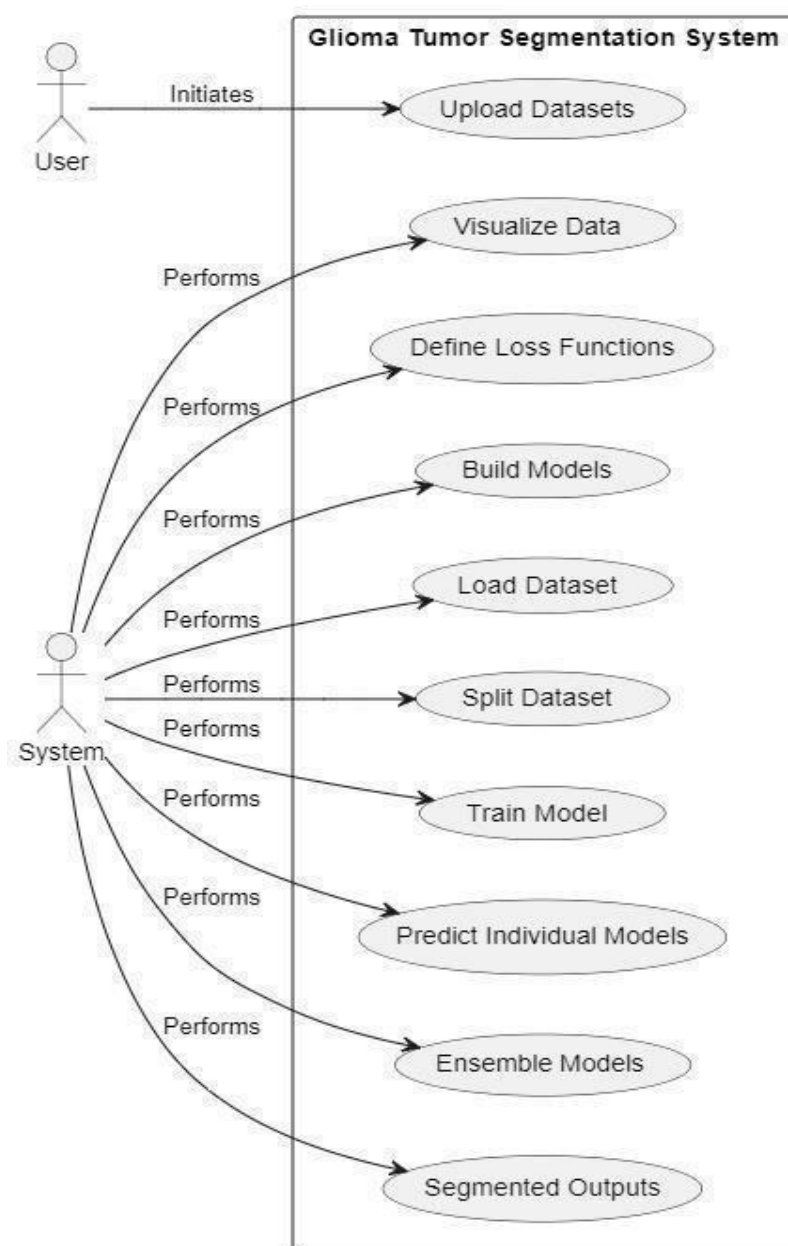 Glioma Tumor Segmentation System
Initiates
Upload Datasets
User
Visualize Data
Performs
Define Loss Functions
Performs
Build Models
Performs
Load Dataset
Performs
Performs
Split Dataset
Performs
System
Performs
Train Model
Performs
Predict Individual Models
Performs
Ensemble Models
Segmented Outputs